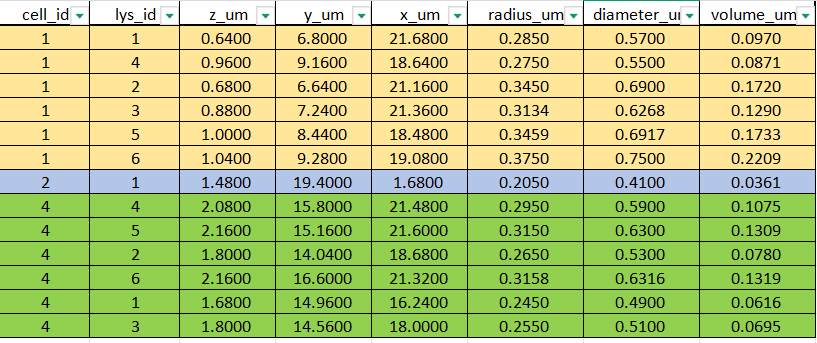 cell_id lys_id z_um y_um x_um radius_um diameter_u volume_um
1 1 0.6400 6.8000 21.6800 0.2850 0.5700 0.0970
1 4 0.9600 9.1600 18.6400 0.2750 0.5500 0.0871
1 2 0.6800 6.6400 21.1600 0.3450 0.6900 0.1720
1 3 0.8800 7.2400 21.3600 0.3134 0.6268 0.1290
1 5 1.0000 8.4400 18.4800 0.3459 0.6917 0.1733
1 6 1.0400 9.2800 19.0800 0.3750 0.7500 0.2209
2 1 1.4800 19.4000 1.6800 0.2050 0.4100 0.0361
4 4 2.0800 15.8000 21.4800 0.2950 0.5900 0.1075
4 5 2.1600 15.1600 21.6000 0.3150 0.6300 0.1309
4 2 1.8000 14.0400 18.6800 0.2650 0.5300 0.0780
4 6 2.1600 16.6000 21.3200 0.3158 0.6316 0.1319
4 1 1.6800 14.9600 16.2400 0.2450 0.4900 0.0616
4 3 1.8000 14.5600 18.0000 0.2550 0.5100 0.0695